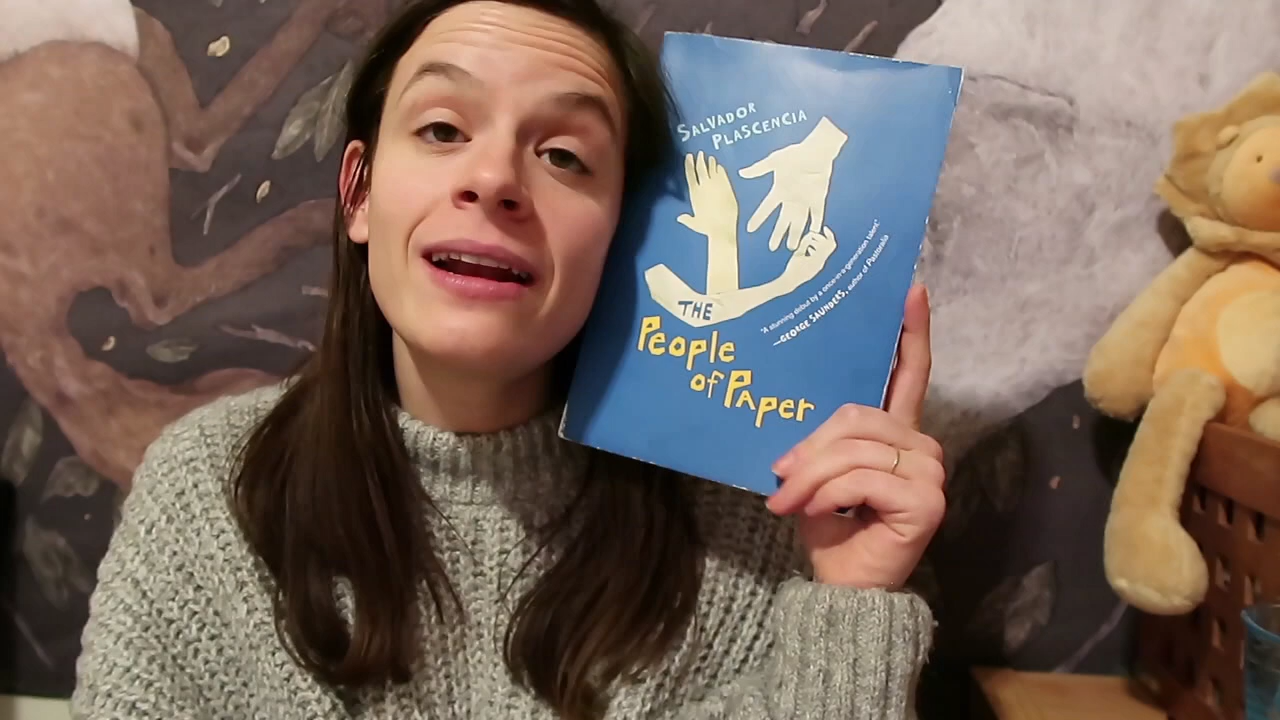 SALVADOR
PLASCENCIA
"A stunning debut by a once-in-a-generation talent."
—GEORGE SAUNDERS, author of Pastoralia
THE
PEOPLE
OF PAPER